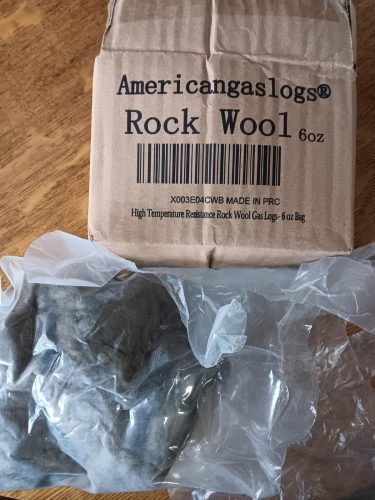 Americangaslogs®
Rock Wool 6oz
X003E04CWB MADE IN PRC
High Temperature Resistance Rock Wool Gas Logs- 6 oz Bag